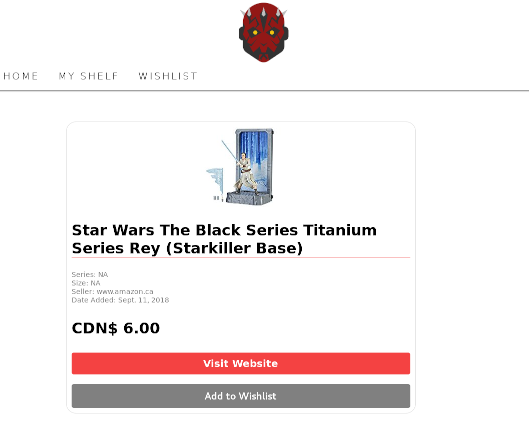 HOME MY SHELF WISHLIST
Star Wars The Black Series Titanium
Series Rey (Starkiller Base)
Series: NA
Size: NA
Seller: www.amazon.ca
Date Added: Sept. 11, 2018
CDN$ 6.00
Visit Website
Add to Wishlist